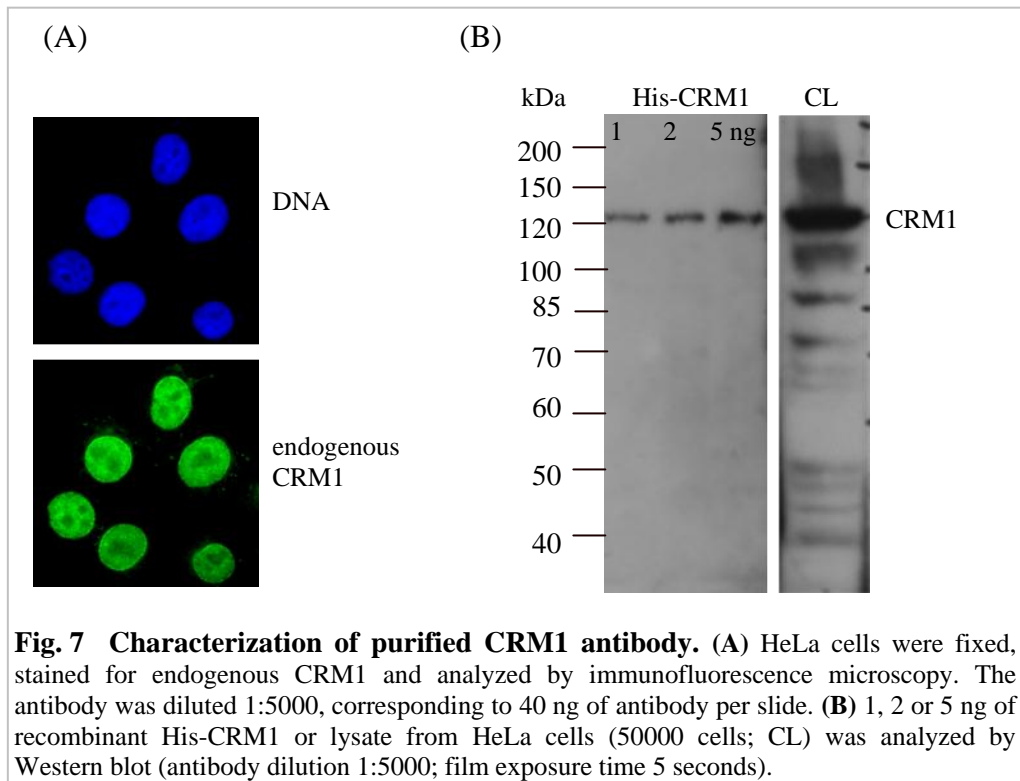 (A)
(B)
DNA
endogenous
CRM1
kDa
His-CRM1
CL
1 2 5 ng
200
150
120
100
85
70
60
50
40
CRM1
Fig. 7 Characterization of purified CRM1 antibody. (A) HeLa cells were fixed,
stained for endogenous CRM1 and analyzed by immunofluorescence microscopy. The
antibody was diluted 1:5000, corresponding to 40 ng of antibody per slide. (B) 1, 2 or 5 ng of
recombinant His-CRM1 or lysate from HeLa cells (50000 cells; CL) was analyzed by
Western blot (antibody dilution 1:5000; film exposure time 5 seconds).